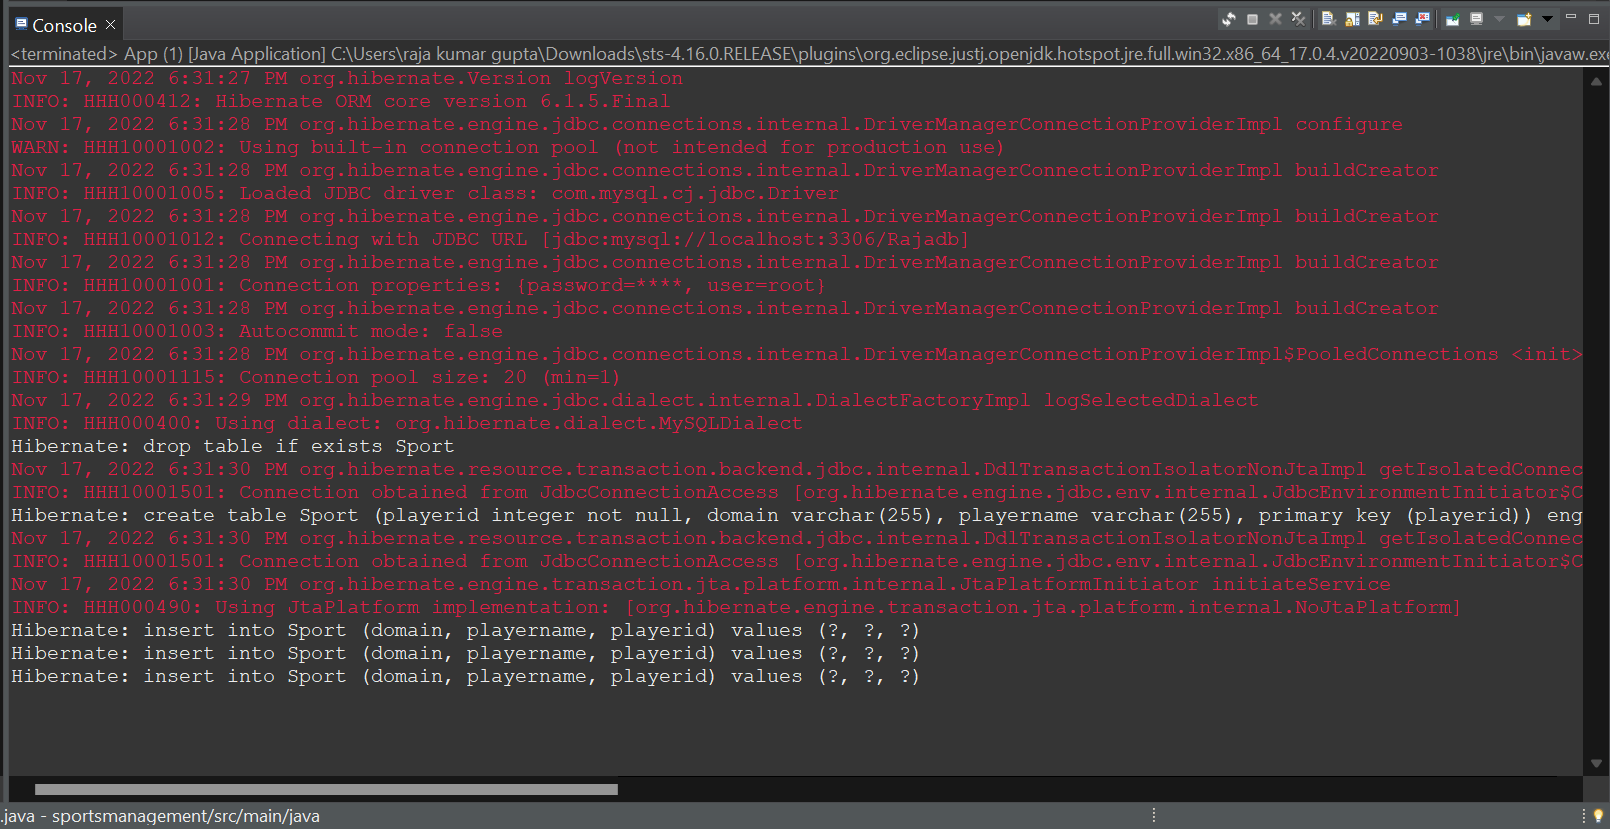 Console
<terminated> App (1) [Java Application] C:\Users\raja kumar gupta\Downloads\sts-4.16.0.RELEASE\plugins\org.eclipse.justj.openjdk.hotspot.jre.full.win32.x86_64_17.0.4.v20220903-1038\jre\bin\javaw.exe
Nov 17, 2022 6:31:27 PM org.hibernate.Version logVersion
INFO: HHH000412: Hibernate ORM core version 6.1.5.Final
Nov 17, 2022 6:31:28 PM org.hibernate.engine.jdbc.connections.internal.DriverManagerConnectionProviderImpl configure
WARN: HHH10001002: Using built-in connection pool (not intended for production use)
Nov 17, 2022 6:31:28 PM org.hibernate.engine.jdbc.connections.internal.DriverManagerConnectionProviderImpl buildCreator
INFO: HHH10001005: Loaded JDBC driver class: com.mysql.cj.jdbc.Driver
Nov 17, 2022 6:31:28 PM org.hibernate.engine.jdbc.connections.internal.DriverManagerConnectionProviderImpl buildCreator
INFO: HHH10001012: Connecting with JDBC URL [jdbc:mysql://localhost:3306/Rajadb]
Nov 17, 2022 6:31:28 PM org.hibernate.engine.jdbc.connections.internal.DriverManagerConnectionProviderImpl buildCreator
INFO: HHH10001001: Connection properties: {password=****, user=root}
Nov 17, 2022 6:31:28 PM org.hibernate.engine.jdbc.connections.internal.DriverManagerConnectionProviderImpl buildCreator
INFO: HHH10001003: Autocommit mode: false
Nov 17, 2022 6:31:28 PM org.hibernate.engine.jdbc.connections.internal.DriverManagerConnectionProviderImpl$PooledConnections <init>
INFO: HHH10001115: Connection pool size: 20 (min=1)
Nov 17, 2022 6:31:29 PM org.hibernate.engine.jdbc.dialect.internal.DialectFactoryImpl logSelectedDialect
INFO: HHH000400: Using dialect: org.hibernate.dialect.MySQLDialect
Hibernate: drop table if exists Sport
Nov 17, 2022 6:31:30 PM org.hibernate.resource.transaction.backend.jdbc.internal.DdlTransactionIsolatorNonJtaImpl getIsolatedConnec
INFO: HHH10001501: Connection obtained from JdbcConnectionAccess [org.hibernate.engine.jdbc.env.internal.JdbcEnvironmentInitiator$C
Hibernate: create table Sport (playerid integer not null, domain varchar(255), playername varchar(255), primary key (playerid)) eng
Nov 17, 2022 6:31:30 PM org.hibernate.resource.transaction.backend.jdbc.internal.DdlTransactionIsolatorNonJtaImpl getIsolatedConnec
INFO: HHH10001501: Connection obtained from JdbcConnectionAccess [org.hibernate.engine.jdbc.env.internal.JdbcEnvironmentInitiator$C
Nov 17, 2022 6:31:30 PM org.hibernate.engine.transaction.jta.platform.internal.JtaPlatformInitiator initiateService
INFO: HHH000490: Using JtaPlatform implementation: [org.hibernate.engine.transaction.jta.platform.internal.NoJtaPlatform]
Hibernate: insert into Sport (domain, playername, playerid) values (?, ?, ?)
Hibernate: insert into Sport (domain, playername, playerid) values (?, ?, ?)
Hibernate: insert into Sport (domain, playername, playerid) values (?, ?, ?)
.java - sportsmanagement/src/main/java